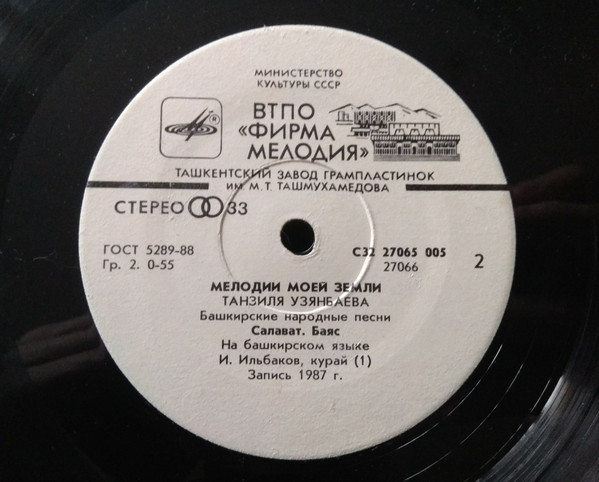 МИНИСТЕРСТВО
КУЛЬТУРЫ СССР
®
ВТПО
«ФИРМА
МЕЛОДИЯ»
ТАШКЕНТСКИЙ ЗАВОД ГРАМПЛАСТИНОК
ИМ. М. Т. ТАШМУХАМЕДОВА
СТЕРЕО 33
ГОСТ 5289-88
Гр. 2. 0-55
С32 27065 005
27066
2
МЕЛОДИИ МОЕЙ ЗЕМЛИ
ТАНЗИЛЯ УЗЯНБАЕВА
Башкирские народные песни
Салават. Баяс
На башкирском языке
И. Ильбаков, курай (1)
Запись 1987 г.